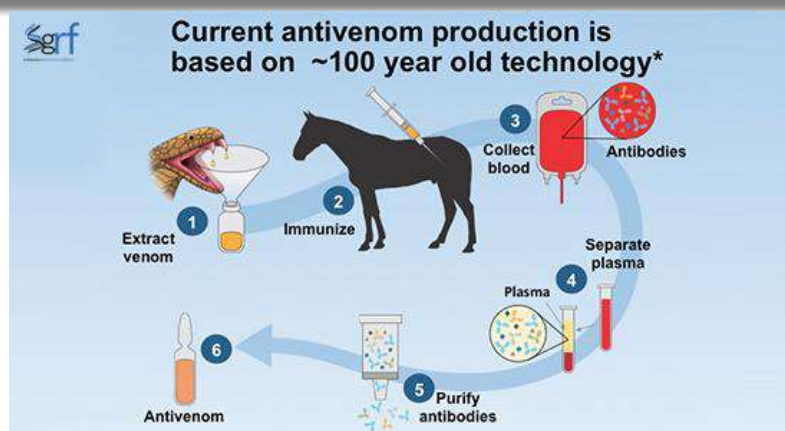 Sgrf
Current antivenom production is
based on ~100 year old technology*
1
Extract
venom
2
Immunize
3
Collect
blood
Antibodies
Separate
plasma
4
Plasma
5
Purify
antibodies
6
Antivenom